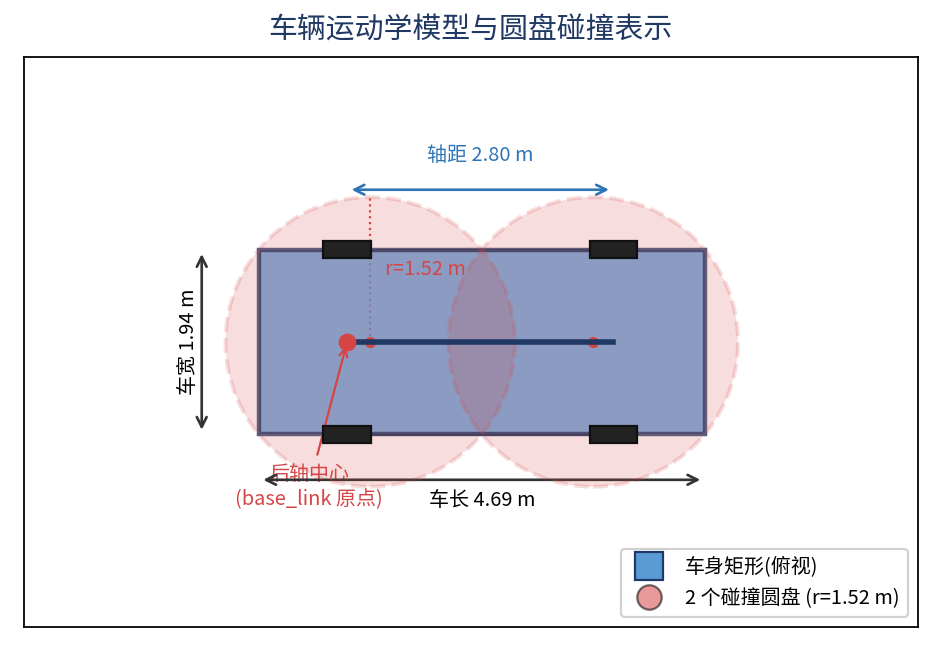 车辆运动学模型与圆盘碰撞表示
轴距 2.80 m
r=1.52 m
车宽 1.94 m
后轴中心
(base_link 原点)
车长 4.69 m
车身矩形(俯视)
2 个碰撞圆盘 (r=1.52 m)